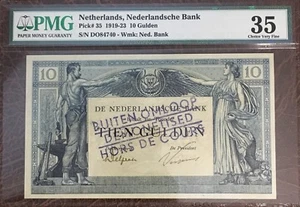 PMG
PAPER MONEY GUARANTY
Netherlands, Nederlandsche Bank
Pick# 35 1919-23 10 Gulden
S/N DO84740 - Wmk: Ned. Bank
35
Choice Very Fine
10
10
DE NEDERLANDSCHE BANK
BUITEN OMLOOP
TIEN GULDEN
DEMONETISED
HORS DE COURS
De President